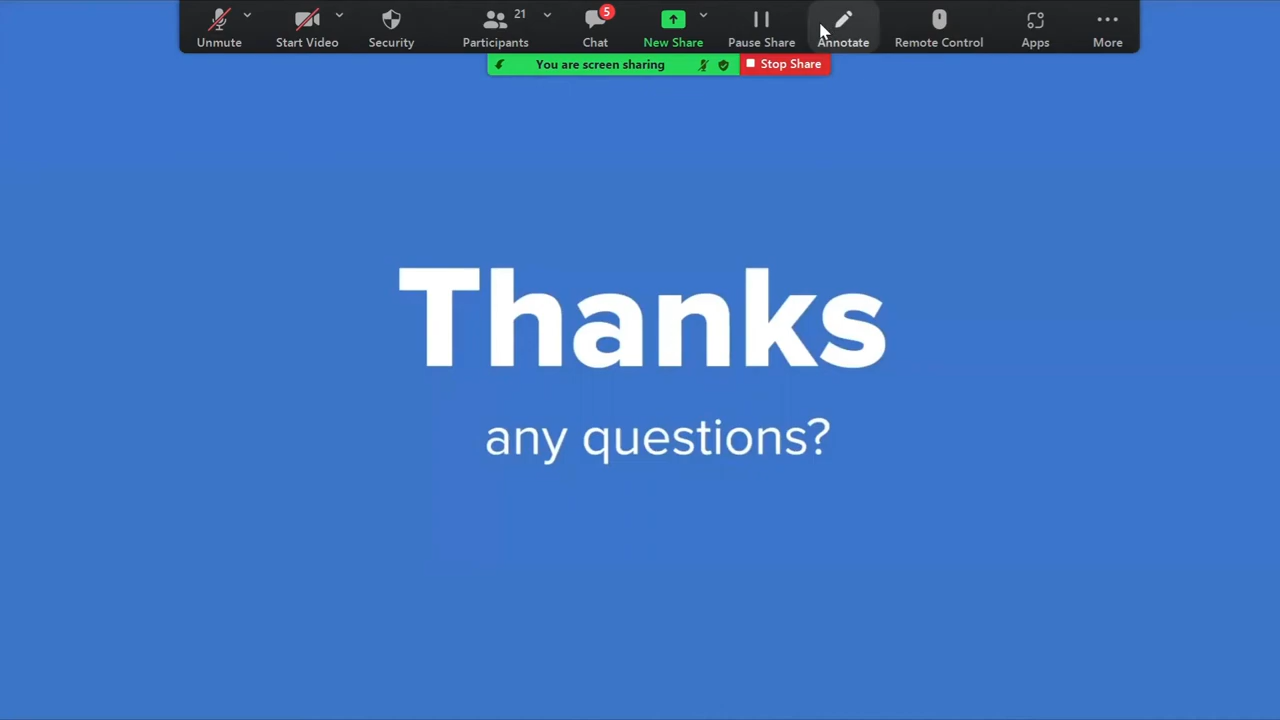 Unmute
Start Video
Security
Participants 21
Chat 5
New Share
Pause Share
Annotate
Remote Control
Apps
More
You are screen sharing
Stop Share
Thanks
any questions?